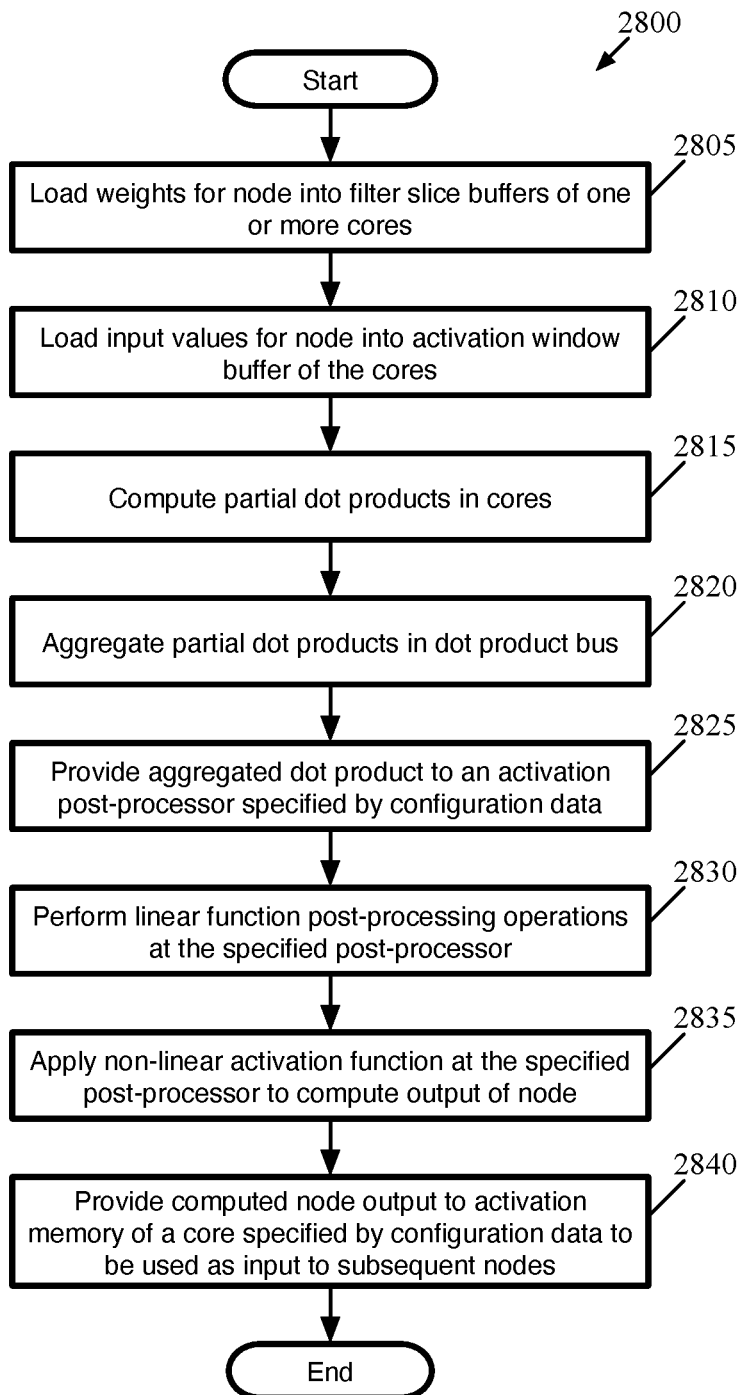 2800
Start
2805
Load weights for node into filter slice buffers of one
or more cores
2810
Load input values for node into activation window
buffer of the cores
2815
Compute partial dot products in cores
2820
Aggregate partial dot products in dot product bus
2825
Provide aggregated dot product to an activation
post-processor specified by configuration data
2830
Perform linear function post-processing operations
at the specified post-processor
2835
Apply non-linear activation function at the specified
post-processor to compute output of node
2840
Provide computed node output to activation
memory of a core specified by configuration data to
be used as input to subsequent nodes
End